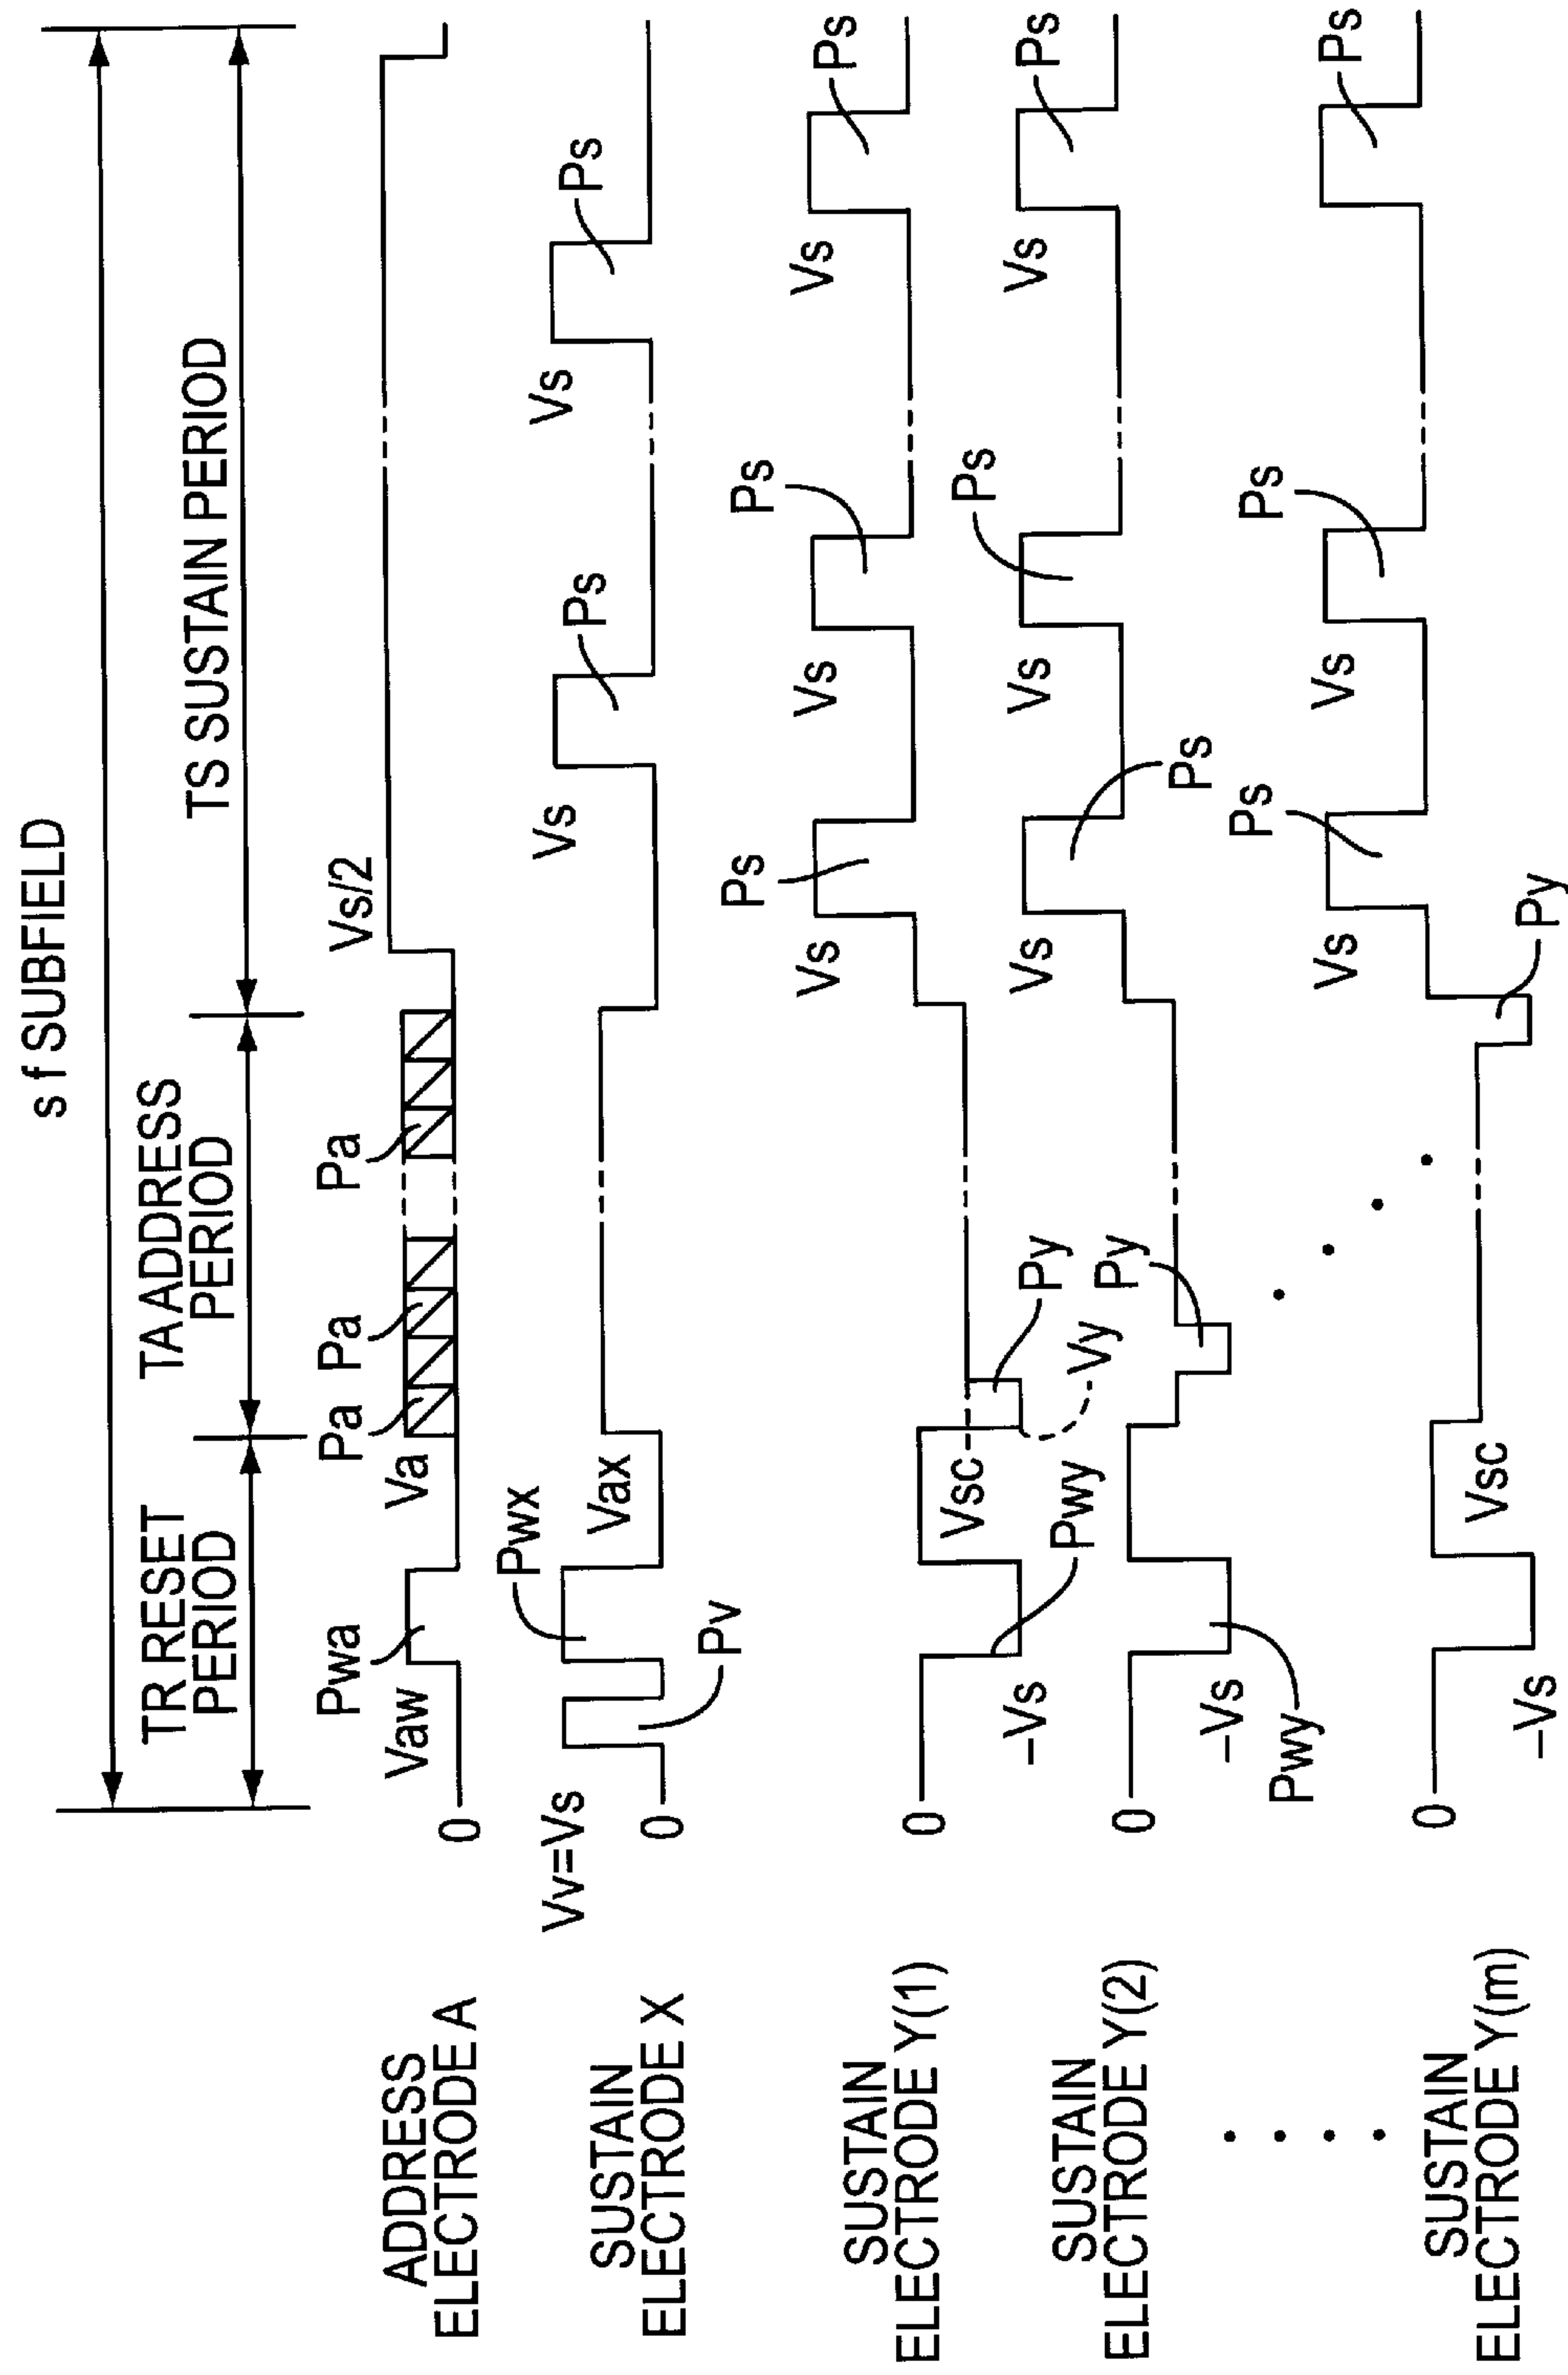 s f SUBFIELD
TR RESET
PERIOD
TA ADDRESS
PERIOD
TS SUSTAIN PERIOD
ADDRESS
ELECTRODE A
0
Vaw
Pwa
Va
Pa
Pa
Pa
Vs/2
SUSTAIN
ELECTRODE X
Vv=Vs
0
Pv
Pwx
Vax
Vs
Ps
Vs
Ps
SUSTAIN
ELECTRODE Y(1)
0
-Vs
Pwy
Vsc
Vy
Py
Vs
Ps
Vs
Ps
Vs
Ps
SUSTAIN
ELECTRODE Y(2)
0
-Vs
Pwy
Py
Vs
Ps
Vs
Ps
Vs
Ps
SUSTAIN
ELECTRODE Y(m)
0
-Vs
Vsc
Py
Vs
Ps
Vs
Ps
Ps